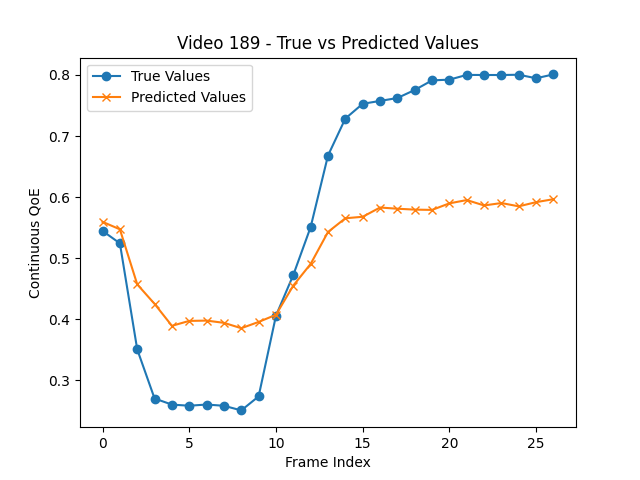 Video 189 - True vs Predicted Values
True Values
Predicted Values
Continuous QoE
0.8
0.7
0.6
0.5
0.4
0.3
0
5
10
15
20
25
Frame Index